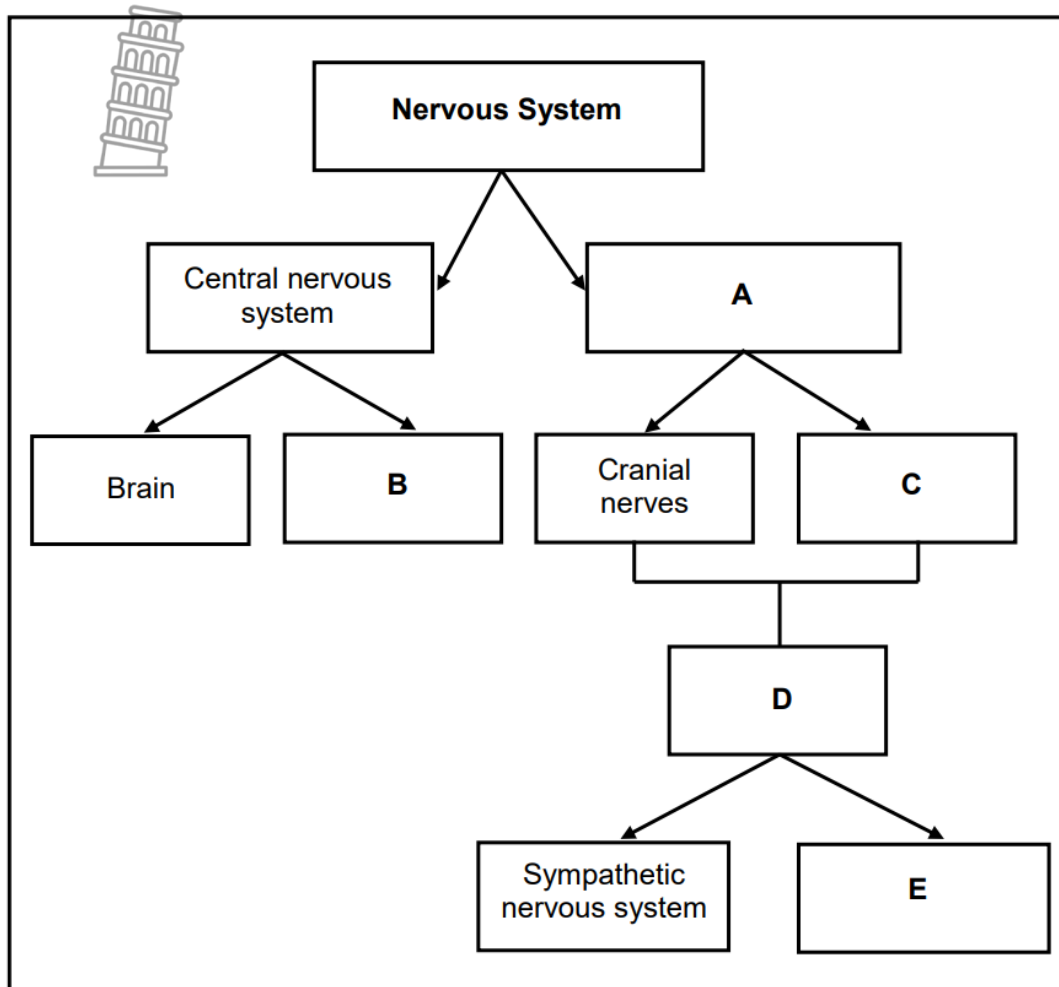 Nervous System
Central nervous
system
A
Brain
B
Cranial
nerves
C
D
Sympathetic
nervous system
E